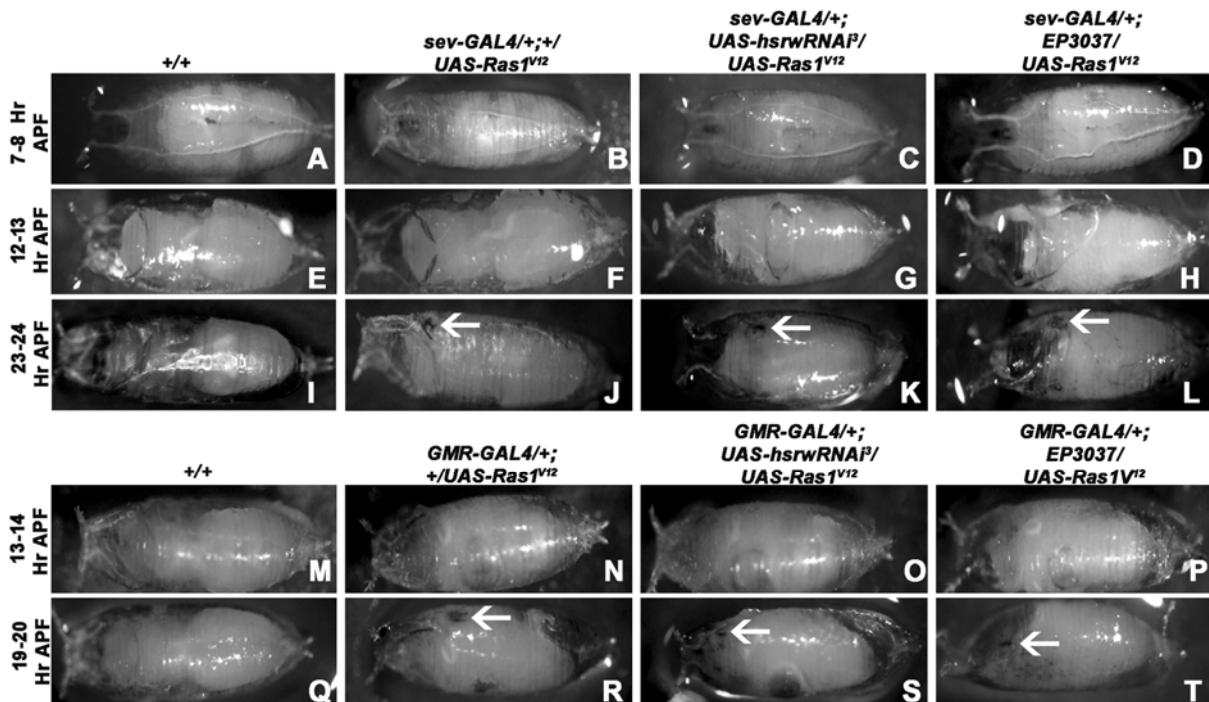 +/+
sev-GAL4/+;+/
UAS-Ras1V12
sev-GAL4/+;
UAS-hsrwRNAi3/
UAS-Ras1V12
sev-GAL4/+;
EP3037/
UAS-Ras1V12
7-8 Hr
APF
A
B
C
D
12-13
Hr APF
E
F
G
H
23-24
Hr APF
I
J
K
L
+/+
GMR-GAL4/+;
+/UAS-Ras1V12
GMR-GAL4/+;
UAS-hsrwRNAi3/
UAS-Ras1V12
GMR-GAL4/+;
EP3037/
UAS-Ras1V12
13-14
Hr APF
M
N
O
P
19-20
Hr APF
Q
R
S
T